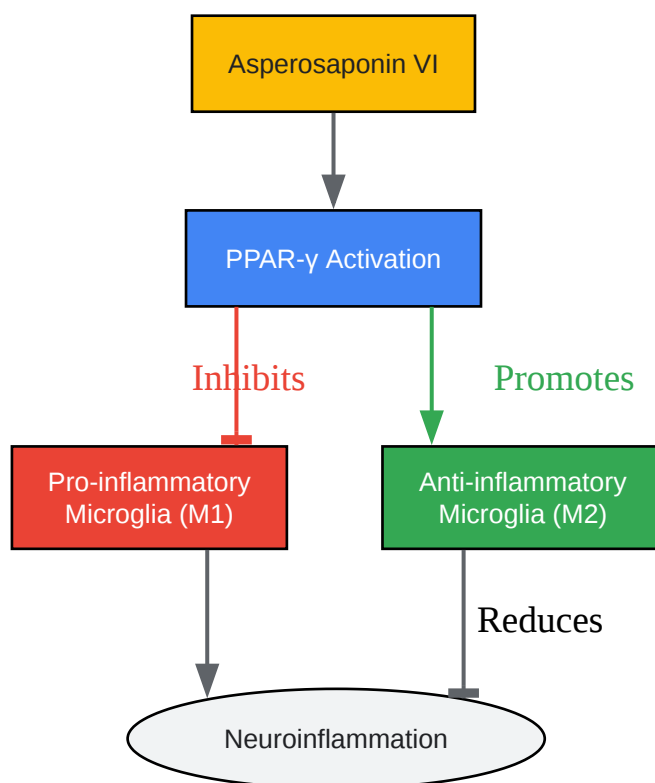 Asperosaponin VI
PPAR-γ Activation
Inhibits
Promotes
Pro-inflammatory
Microglia (M1)
Anti-inflammatory
Microglia (M2)
Reduces
Neuroinflammation